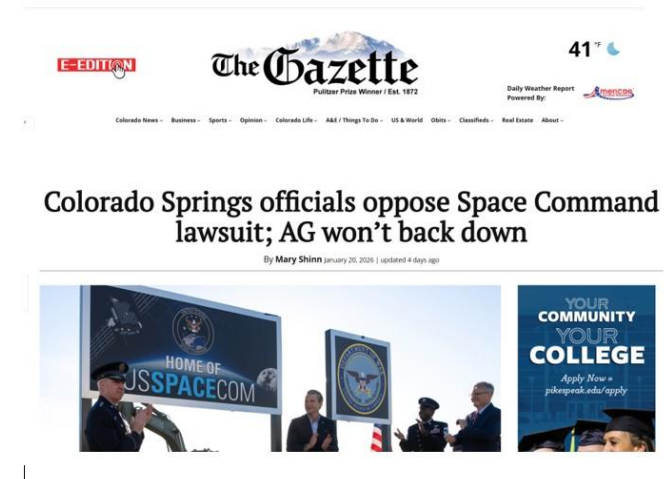 E-EDITION
The Gazette
Pulitzer Prize Winner / Est. 1872
41 °F
Daily Weather Report
Powered By:
Colorado News Business Sports Opinion Colorado Life A&E / Things To Do US & World Obits Classifieds Real Estate About
Colorado Springs officials oppose Space Command
lawsuit; AG won't back down
By Mary Shinn January 20, 2026 | updated 4 days ago
HOME OF
USSPACECOM
YOUR
COMMUNITY
YOUR
COLLEGE
Apply Now »
pikespeak.edu/apply